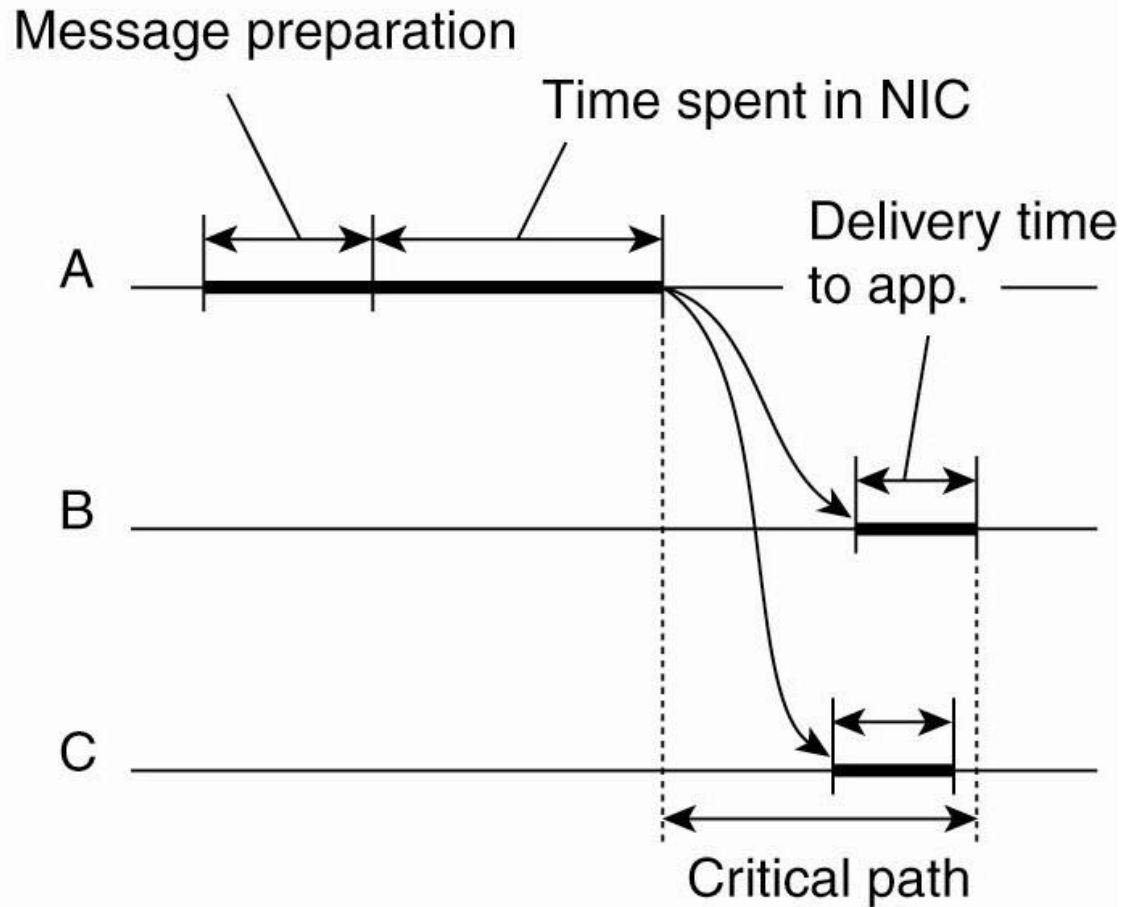 Message preparation
Time spent in NIC
Delivery time
to app.
A
B
C
Critical path